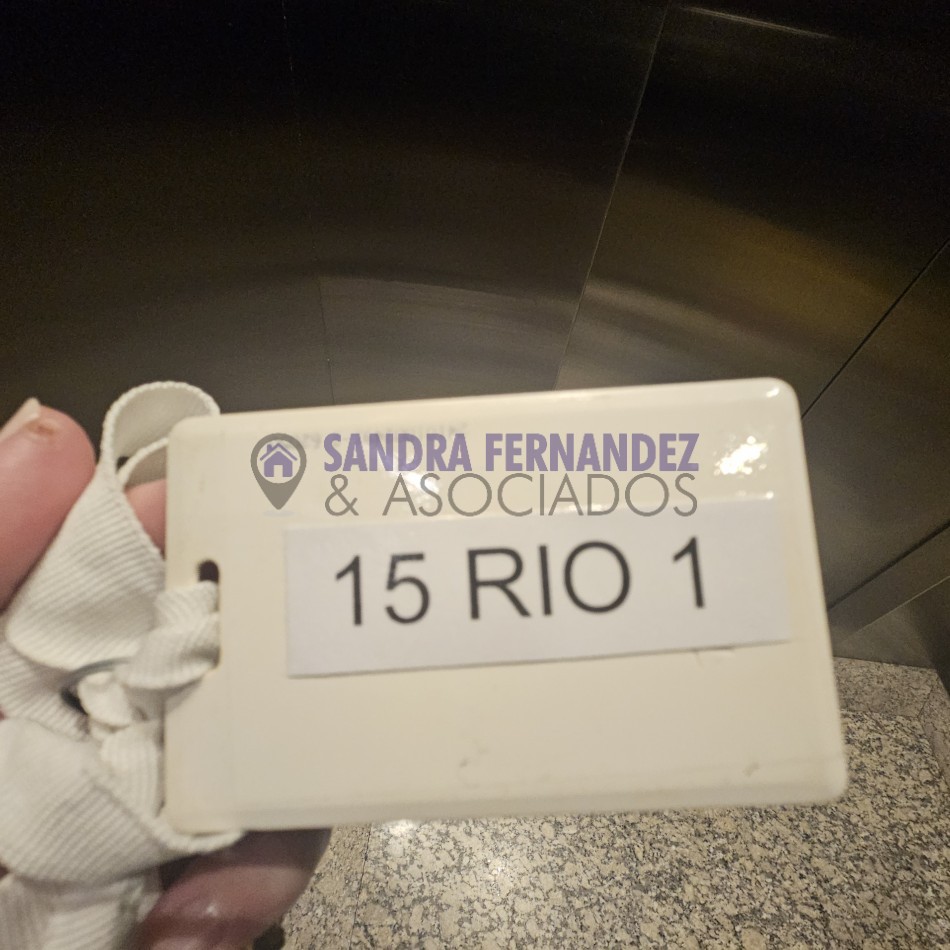 SANDRA FERNANDEZ
& ASOCIADOS
15 RIO 1